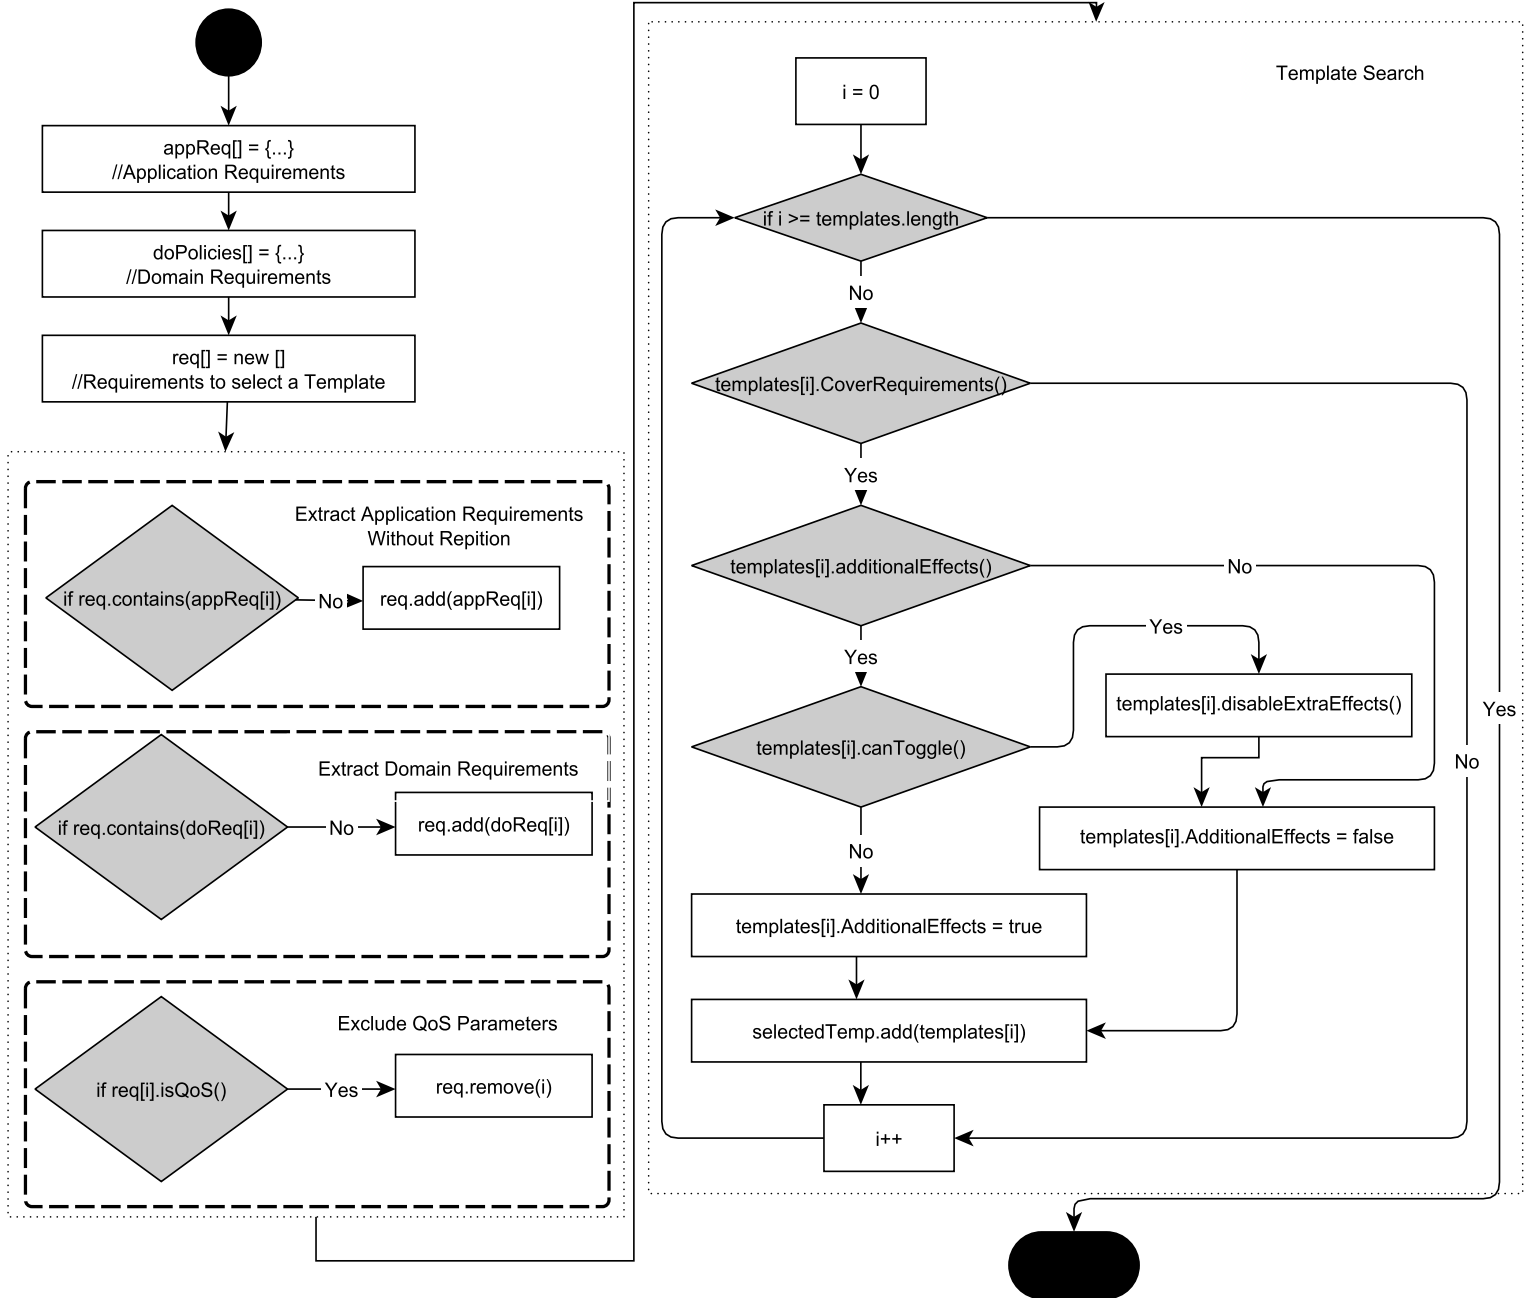 appReq[] = {...}
//Application Requirements
doPolicies[] = {...}
//Domain Requirements
req[] = new []
//Requirements to select a Template
Extract Application Requirements
Without Repition
if req.contains(appReq[i])
No
req.add(appReq[i])
Extract Domain Requirements
if req.contains(doReq[i])
No
req.add(doReq[i])
Exclude QoS Parameters
if req[i].isQoS()
Yes
req.remove(i)
Template Search
i = 0
if i >= templates.length
No
templates[i].CoverRequirements()
Yes
templates[i].additionalEffects()
No
Yes
Yes
templates[i].disableExtraEffects()
Yes
templates[i].canToggle()
No
templates[i].AdditionalEffects = false
No
templates[i].AdditionalEffects = true
selectedTemp.add(templates[i])
i++